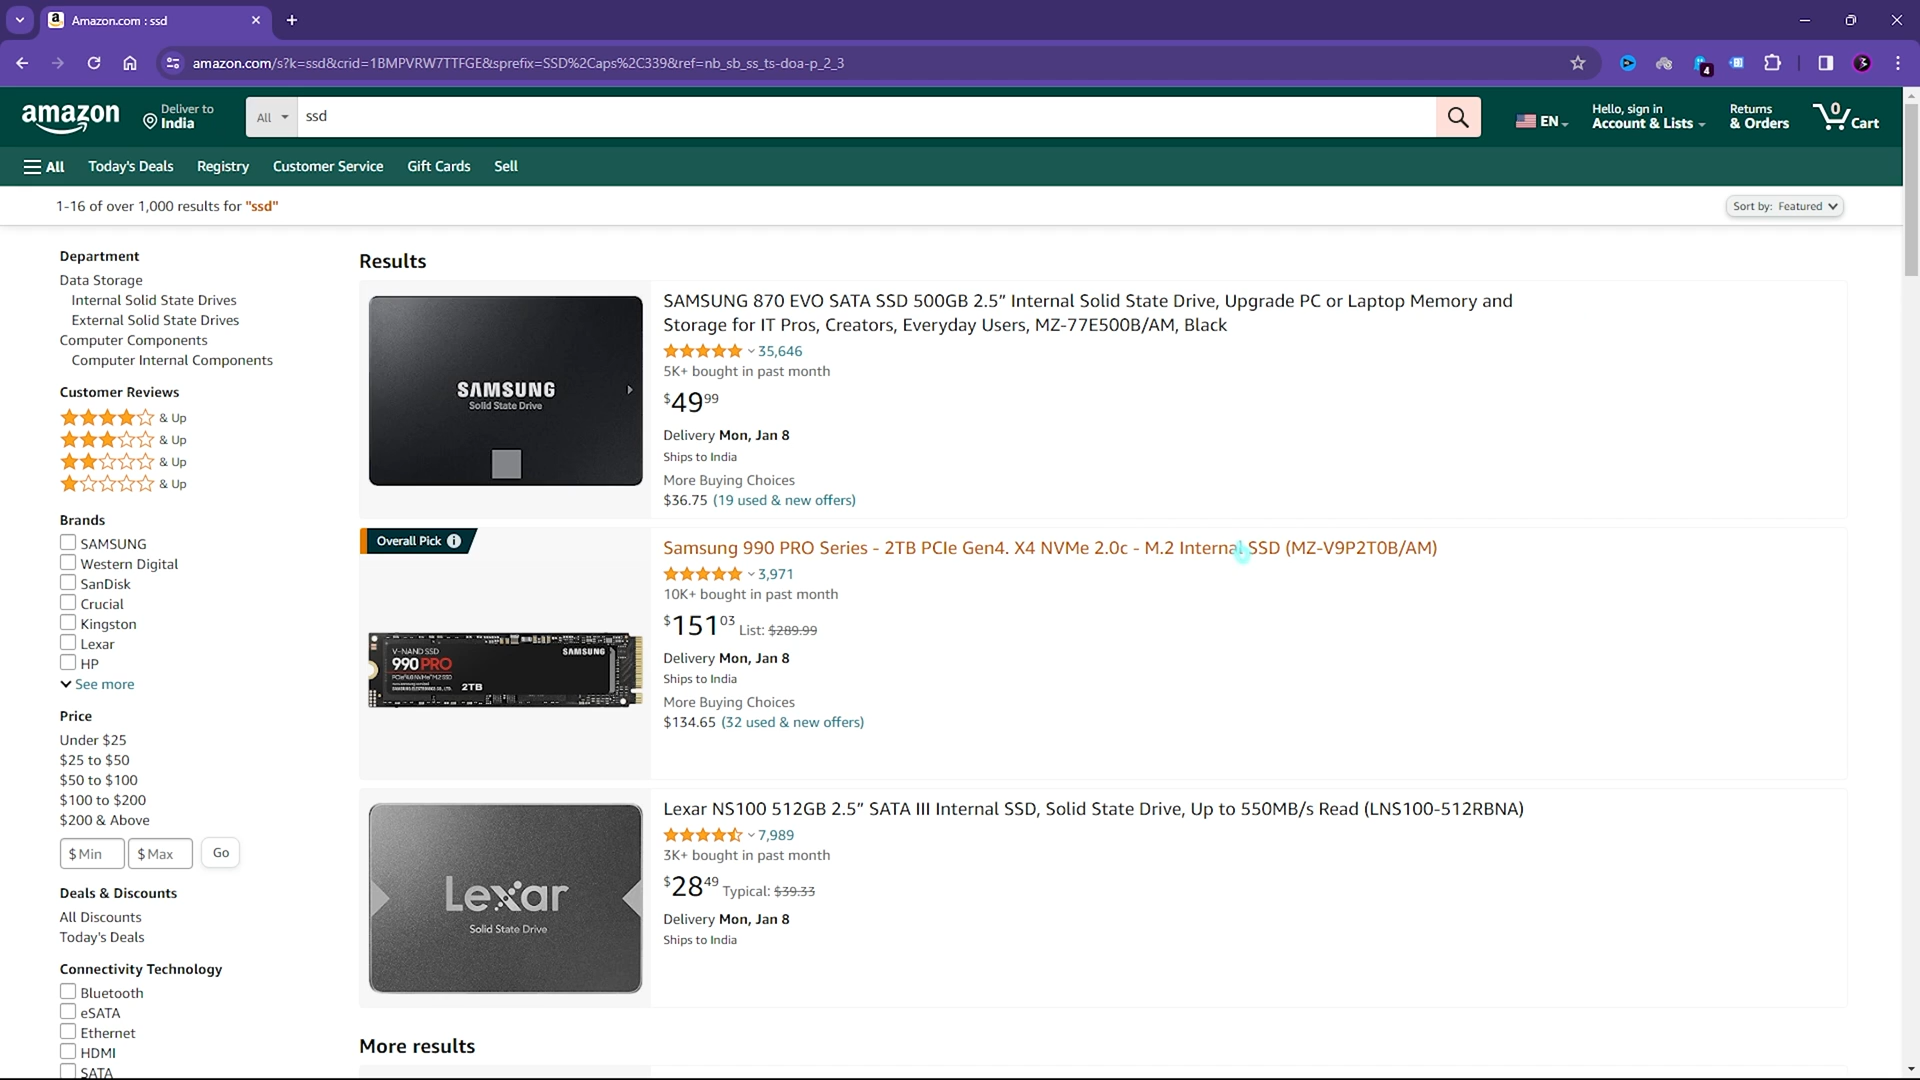 Amazon.com : ssd
amazon.com/s?k=ssd&crid=1BMPVRW7TTFGE&sprefix=SSD%2Caps%2C339&ref=nb_sb_ss_ts-doa-p_2_3
4
amazon
Deliver to
India
All
ssd
EN
Hello, sign in
Account & Lists
Returns
& Orders
0
Cart
All
Today's Deals
Registry
Customer Service
Gift Cards
Sell
1-16 of over 1,000 results for "ssd"
Sort by: Featured
Department
Data Storage
Internal Solid State Drives
External Solid State Drives
Computer Components
Computer Internal Components
Customer Reviews
& Up
& Up
& Up
& Up
Brands
SAMSUNG
Western Digital
SanDisk
Crucial
Kingston
Lexar
HP
See more
Price
Under $25
$25 to $50
$50 to $100
$100 to $200
$200 & Above
$ Min
$ Max
Go
Deals & Discounts
All Discounts
Today's Deals
Connectivity Technology
Bluetooth
eSATA
Ethernet
HDMI
SATA
Results
SAMSUNG
Solid State Drive
SAMSUNG 870 EVO SATA SSD 500GB 2.5” Internal Solid State Drive, Upgrade PC or Laptop Memory and
Storage for IT Pros, Creators, Everyday Users, MZ-77E500B/AM, Black
35,646
5K+ bought in past month
$49 99
Delivery Mon, Jan 8
Ships to India
More Buying Choices
$36.75 (19 used & new offers)
Overall Pick
V-NAND SSD
990 PRO
SAMSUNG
2TB
Samsung 990 PRO Series - 2TB PCIe Gen4. X4 NVMe 2.0c - M.2 Internal SSD (MZ-V9P2T0B/AM)
3,971
10K+ bought in past month
$151 03 List: $289.99
Delivery Mon, Jan 8
Ships to India
More Buying Choices
$134.65 (32 used & new offers)
Lexar
Solid State Drive
Lexar NS100 512GB 2.5” SATA III Internal SSD, Solid State Drive, Up to 550MB/s Read (LNS100-512RBNA)
7,989
3K+ bought in past month
$28 49 Typical: $39.33
Delivery Mon, Jan 8
Ships to India
More results